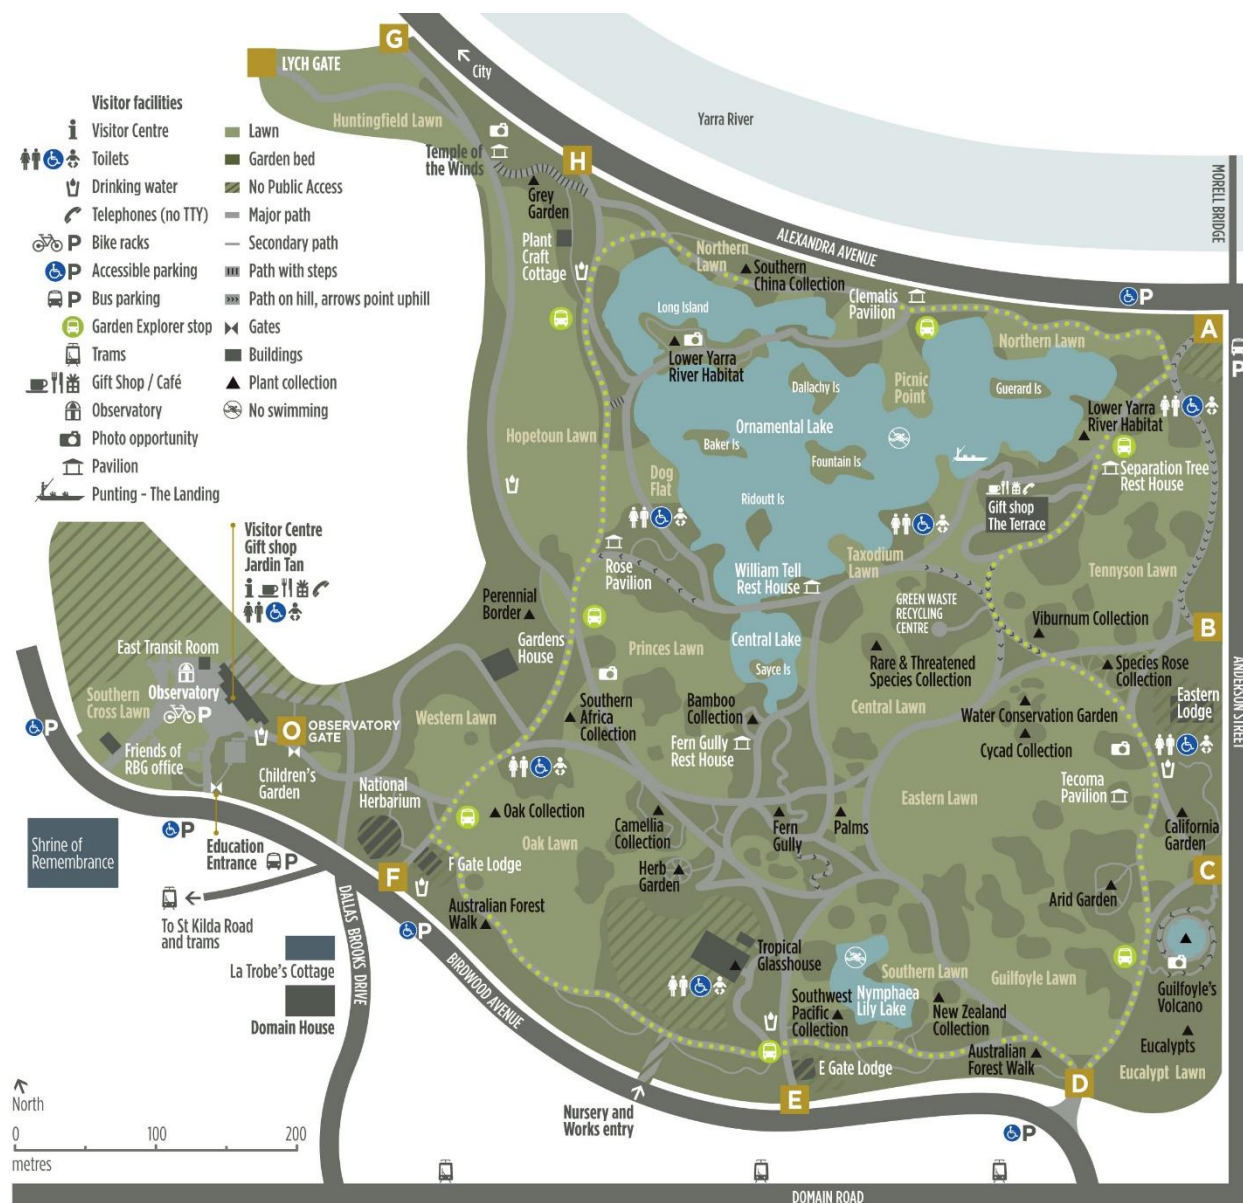 G
LYCH GATE
City
Yarra River
MORELL BRIDGE
Visitor facilities
Visitor Centre
Toilets
Drinking water
Telephones (no TTY)
P Bike racks
P Accessible parking
P Bus parking
Garden Explorer stop
Trams
Gift Shop / Café
Observatory
Photo opportunity
Pavilion
Punting - The Landing
Lawn
Garden bed
No Public Access
Major path
Secondary path
Path with steps
Path on hill, arrows point uphill
Gates
Buildings
Plant collection
No swimming
Huntingfield Lawn
Temple of
the Winds
H
Grey
Garden
Plant
Craft
Cottage
ALEXANDRA AVENUE
Northern
Lawn
Southern
China Collection
Clematis
Pavilion
P
A
P
Long Island
Lower Yarra
River Habitat
Northern Lawn
Picnic
Point
Dallachy Is
Guerard Is
Lower Yarra
River Habitat
Hopetoun Lawn
Ornamental Lake
Baker Is
Fountain Is
Ridoutt Is
Dog
Flat
Separation Tree
Rest House
Gift shop
The Terrace
Visitor Centre
Gift shop
Jardin Tan
Rose
Pavilion
William Tell
Rest House
Taxodium
Lawn
Tennyson Lawn
Perennial
Border
Gardens
House
GREEN WASTE
RECYCLING
CENTRE
Viburnum Collection
B
East Transit Room
Observatory
P
Southern
Cross Lawn
P
Princes Lawn
Central Lake
Sayce Is
Rare & Threatened
Species Collection
Species Rose
Collection
ANDERSON STREET
Eastern
Lodge
Southern
Africa
Collection
Bamboo
Collection
Central Lawn
Water Conservation Garden
Cycad Collection
O
OBSERVATORY
GATE
Western Lawn
Fern Gully
Rest House
Friends of
RBG office
Children's
Garden
National
Herbarium
Tecoma
Pavilion
Eastern Lawn
Oak Collection
Camellia
Collection
Fern
Gully
Palms
California
Garden
Shrine of
Remembrance
P
Education
Entrance
P
Oak Lawn
F Gate Lodge
Herb
Garden
C
F
Arid Garden
To St Kilda Road
and trams
Australian Forest
Walk
P
La Trobe's Cottage
Domain House
DALLAS BROOKS DRIVE
BIRDWOOD AVENUE
Tropical
Glasshouse
Southern Lawn
Guilfoyle Lawn
Nymphaea
Lily Lake
Southwest
Pacific
Collection
New Zealand
Collection
Guilfoyle's
Volcano
Eucalypts
Australian
Forest Walk
Eucalypt Lawn
E Gate Lodge
D
E
P
North
0 100 200
metres
Nursery and
Works entry
DOMAIN ROAD